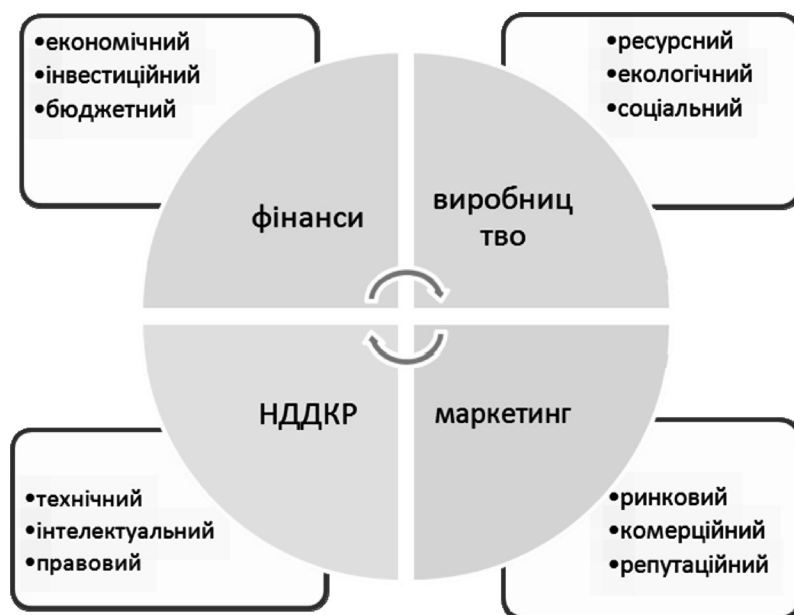 •економічний
•інвестиційний
•бюджетний
•ресурсний
•екологічний
•соціальний
фінанси
виробниц
тво
НДДКР
маркетинг
•технічний
•інтелектуальний
•правовий
•ринковий
•комерційний
•репутаційний